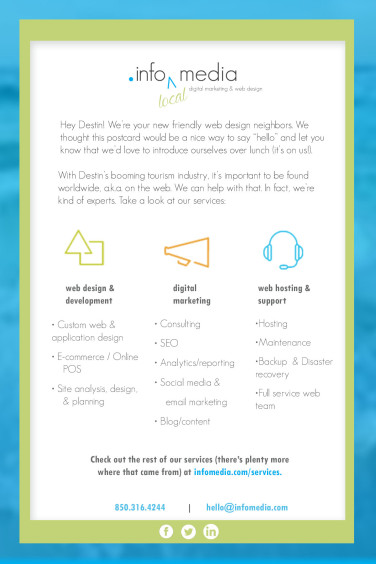 .info media
local
digital marketing & web design
Hey Destin! We're your new friendly web design neighbors. We
thought this postcard would be a nice way to say "hello" and let you
know that we'd love to introduce ourselves over lunch (it's on us!).
With Destin's booming tourism industry, it's important to be found
worldwide, a.k.a. on the web. We can help with that. In fact, we're
kind of experts. Take a look at our services:
web design &
development
• Custom web &
application design
• E-commerce / Online
POS
• Site analysis, design,
& planning
digital
marketing
• Consulting
• SEO
• Analytics/reporting
• Social media &
email marketing
• Blog/content
web hosting &
support
•Hosting
•Maintenance
•Backup & Disaster
recovery
•Full service web
team
Check out the rest of our services (there's plenty more
where that came from) at infomedia.com/services.
850.316.4244 | hello@infomedia.com
f in